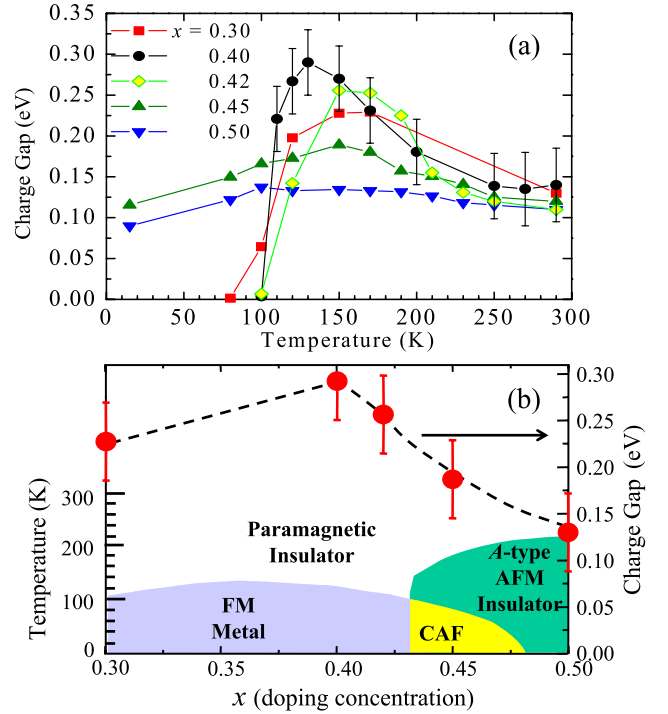 (a)
x = 0.30
0.40
0.42
0.45
0.50
Charge Gap (eV)
0.35
0.30
0.25
0.20
0.15
0.10
0.05
0.00
0 50 100 150 200 250 300
Temperature (K)
(b)
Temperature (K)
300
200
100
0
Paramagnetic
Insulator
FM
Metal
CAF
A-type
AFM
Insulator
0.30
0.25
0.20
0.15
0.10
0.05
0.00
Charge Gap (eV)
0.30 0.35 0.40 0.45 0.50
x (doping concentration)